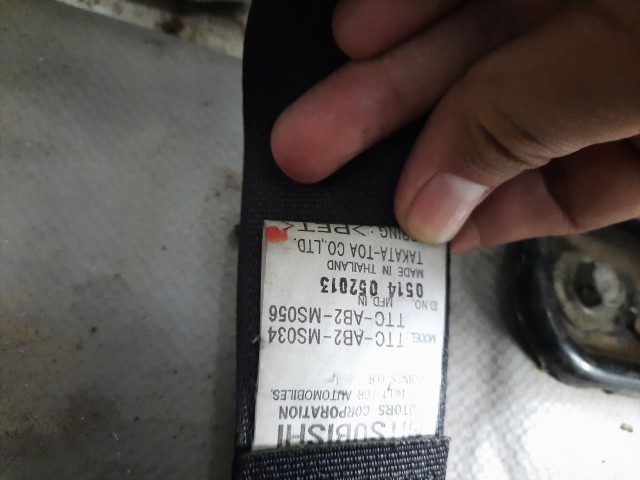 MITSUBISHI
MOTORS CORPORATION
BELT FOR AUTOMOBILES.
MODEL. TTC-AB2-MS034
TTC-AB2-MS056
ID.NO. MFD.IN
0514 052013
MADE IN THAILAND
TAKATA-TOA CO.,LTD.
>PET<